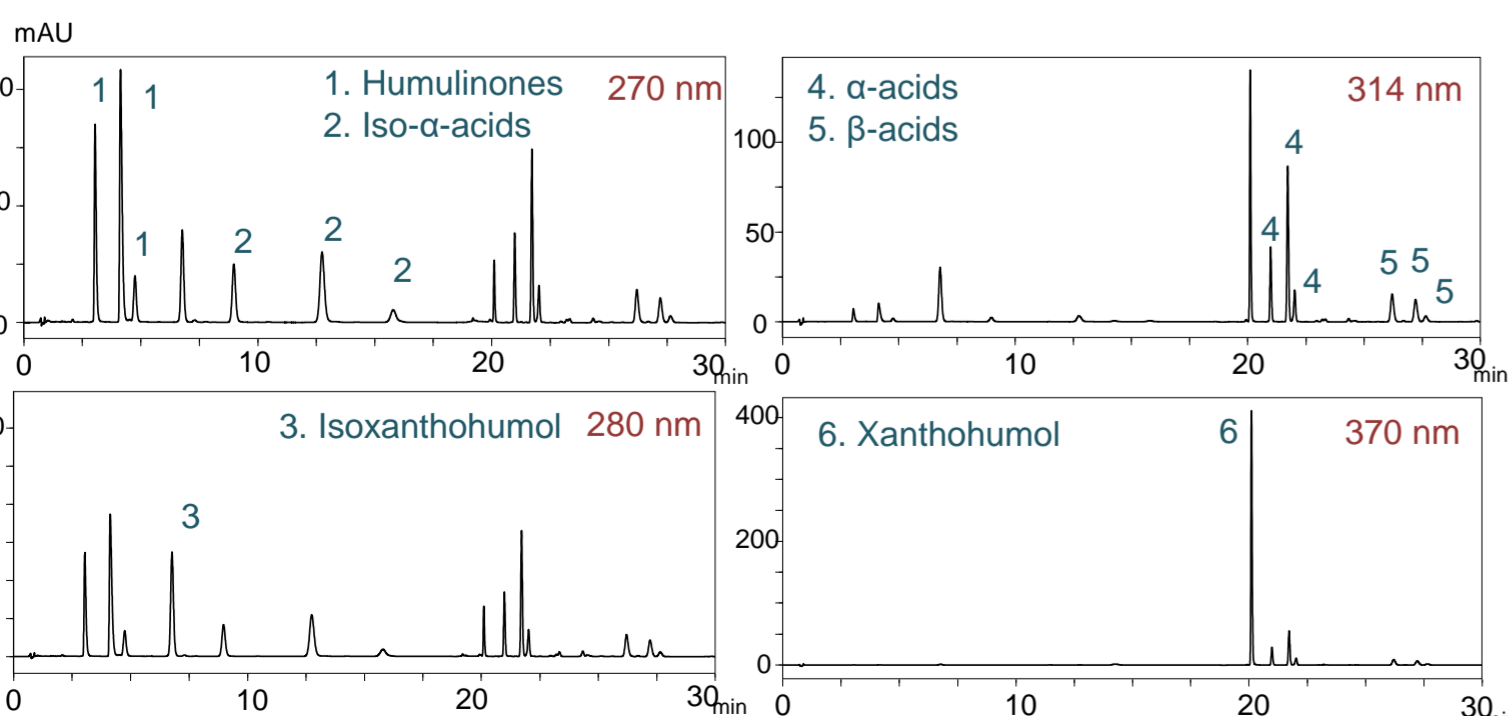 mAU
1 1 1. Humulinones 270 nm
2. Iso-α-acids
1 2 2 2
0 10 20 30 min
4. α-acids 314 nm
5. β-acids
100
50
0
4 4 4 5 5 5
0 10 20 30 min
3. Isoxanthohumol 280 nm
3
0 10 20 30 min
400
200
0
6. Xanthohumol 6 370 nm
0 10 20 30